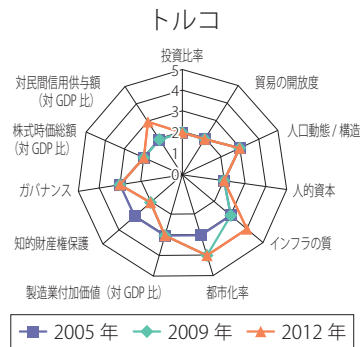 トルコ
投資比率
貿易の開放度
人口動態 / 構造
人的資本
インフラの質
都市化率
製造業付加価値（対 GDP 比）
知的財産権保護
ガバナンス
株式時価総額
（対 GDP 比）
対民間信用供与額
（対 GDP 比）
5
4
3
2
1
0
2005 年 2009 年 2012 年